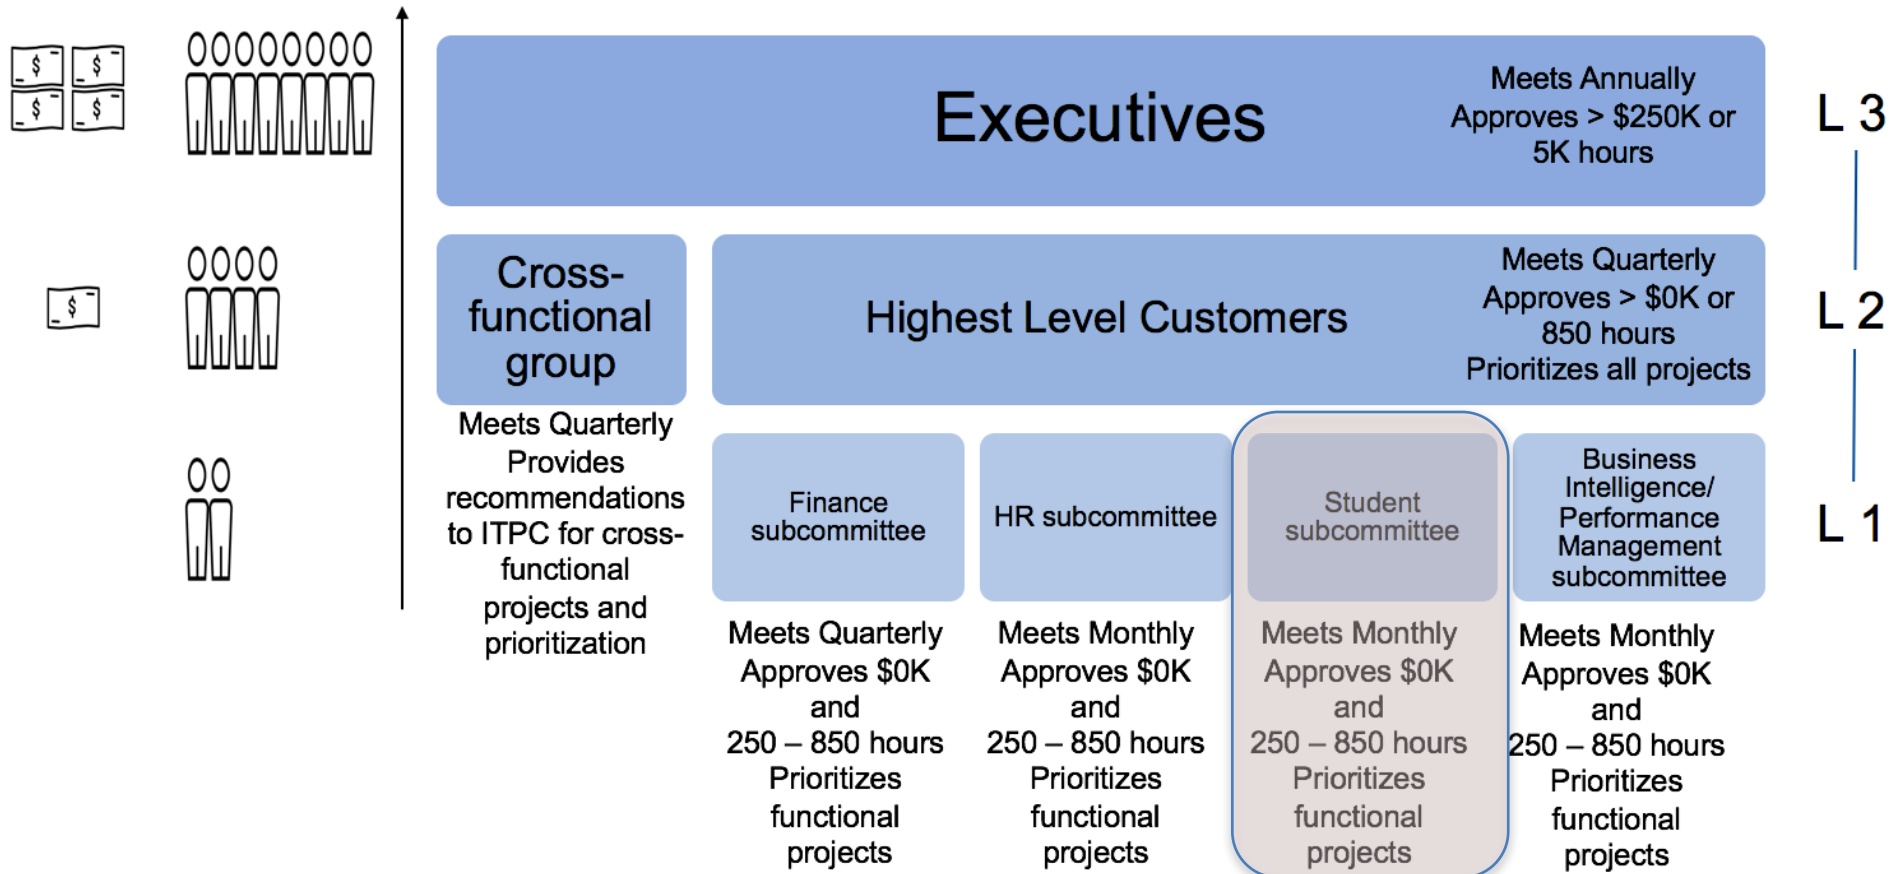 $ $
$ $
Executives
Meets Annually
Approves > $250K or
5K hours
L 3
$
Cross-
functional
group
Highest Level Customers
Meets Quarterly
Approves > $0K or
850 hours
Prioritizes all projects
L 2
Meets Quarterly
Provides
recommendations
to ITPC for cross-
functional
projects and
prioritization
Finance
subcommittee
HR subcommittee
Student
subcommittee
Business
Intelligence/
Performance
Management
subcommittee
L 1
Meets Quarterly
Approves $0K
and
250 – 850 hours
Prioritizes
functional
projects
Meets Monthly
Approves $0K
and
250 – 850 hours
Prioritizes
functional
projects
Meets Monthly
Approves $0K
and
250 – 850 hours
Prioritizes
functional
projects
Meets Monthly
Approves $0K
and
250 – 850 hours
Prioritizes
functional
projects